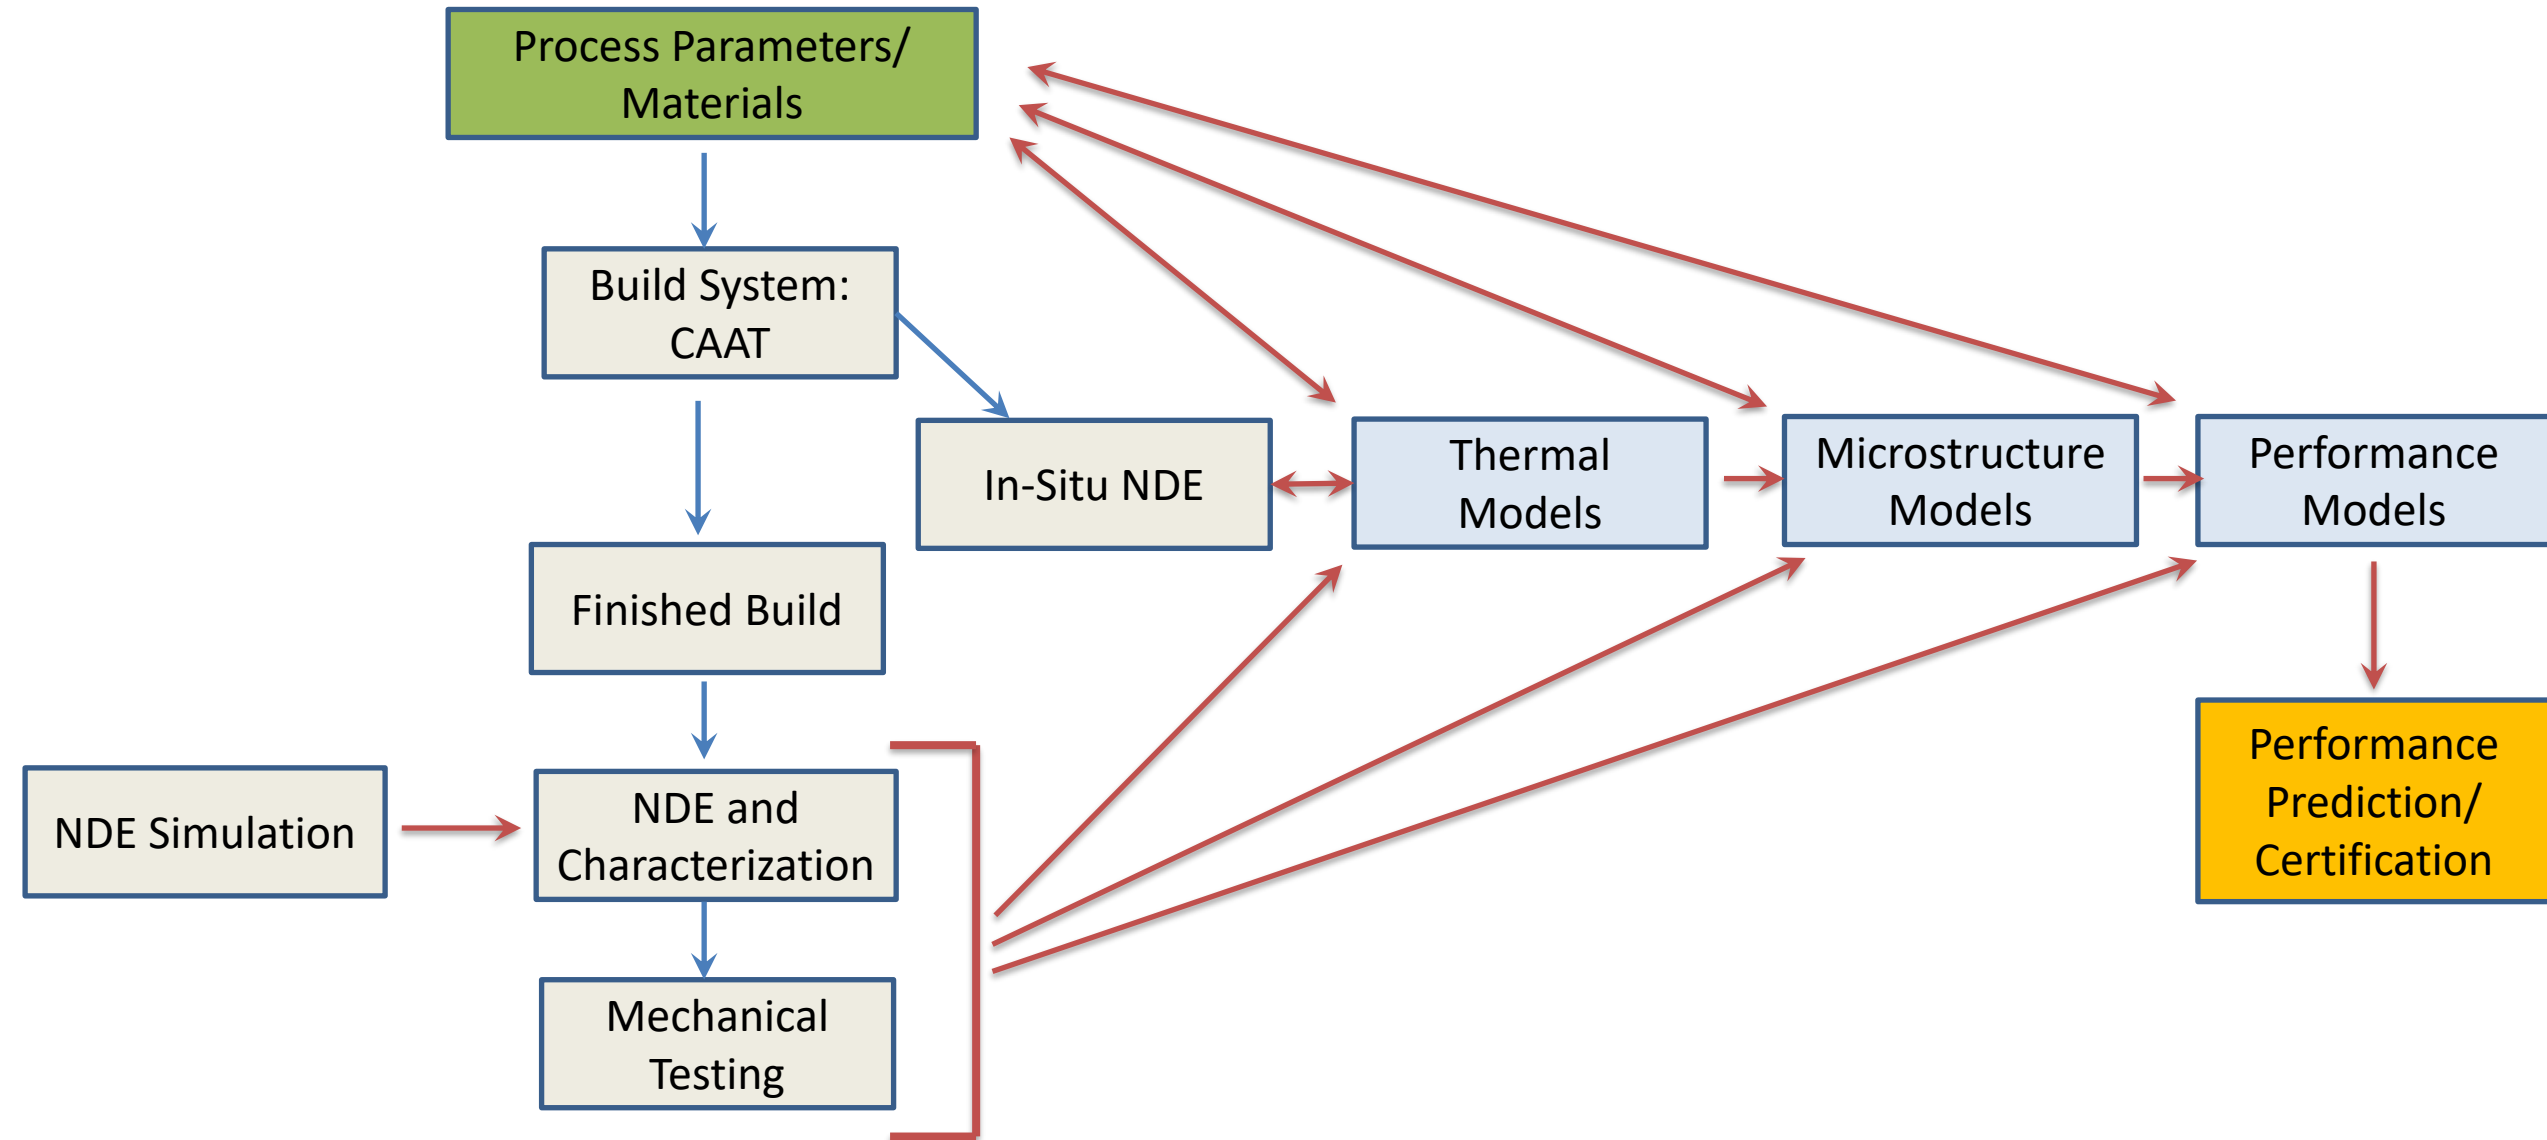 Process Parameters/
Materials
Build System:
CAAT
In-Situ NDE
Thermal
Models
Microstructure
Models
Performance
Models
Finished Build
NDE Simulation
NDE and
Characterization
Performance
Prediction/
Certification
Mechanical
Testing